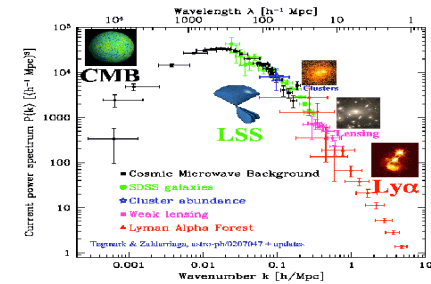 Wavelength λ [h⁻¹ Mpc]
10⁴ 1000 100 10 1
Current power spectrum P(k) [(h⁻¹ Mpc)³]
10⁵
10⁴
1000
100
10
1
CMB
LSS
Clusters
Lensing
Lyα
Cosmic Microwave Background
SDSS galaxies
Cluster abundance
Weak lensing
Lyman Alpha Forest
Tegmark & Zaldarriaga, astro-ph/0207047 + updates
0.001 0.01 0.1 1 10
Wavenumber k [h/Mpc]